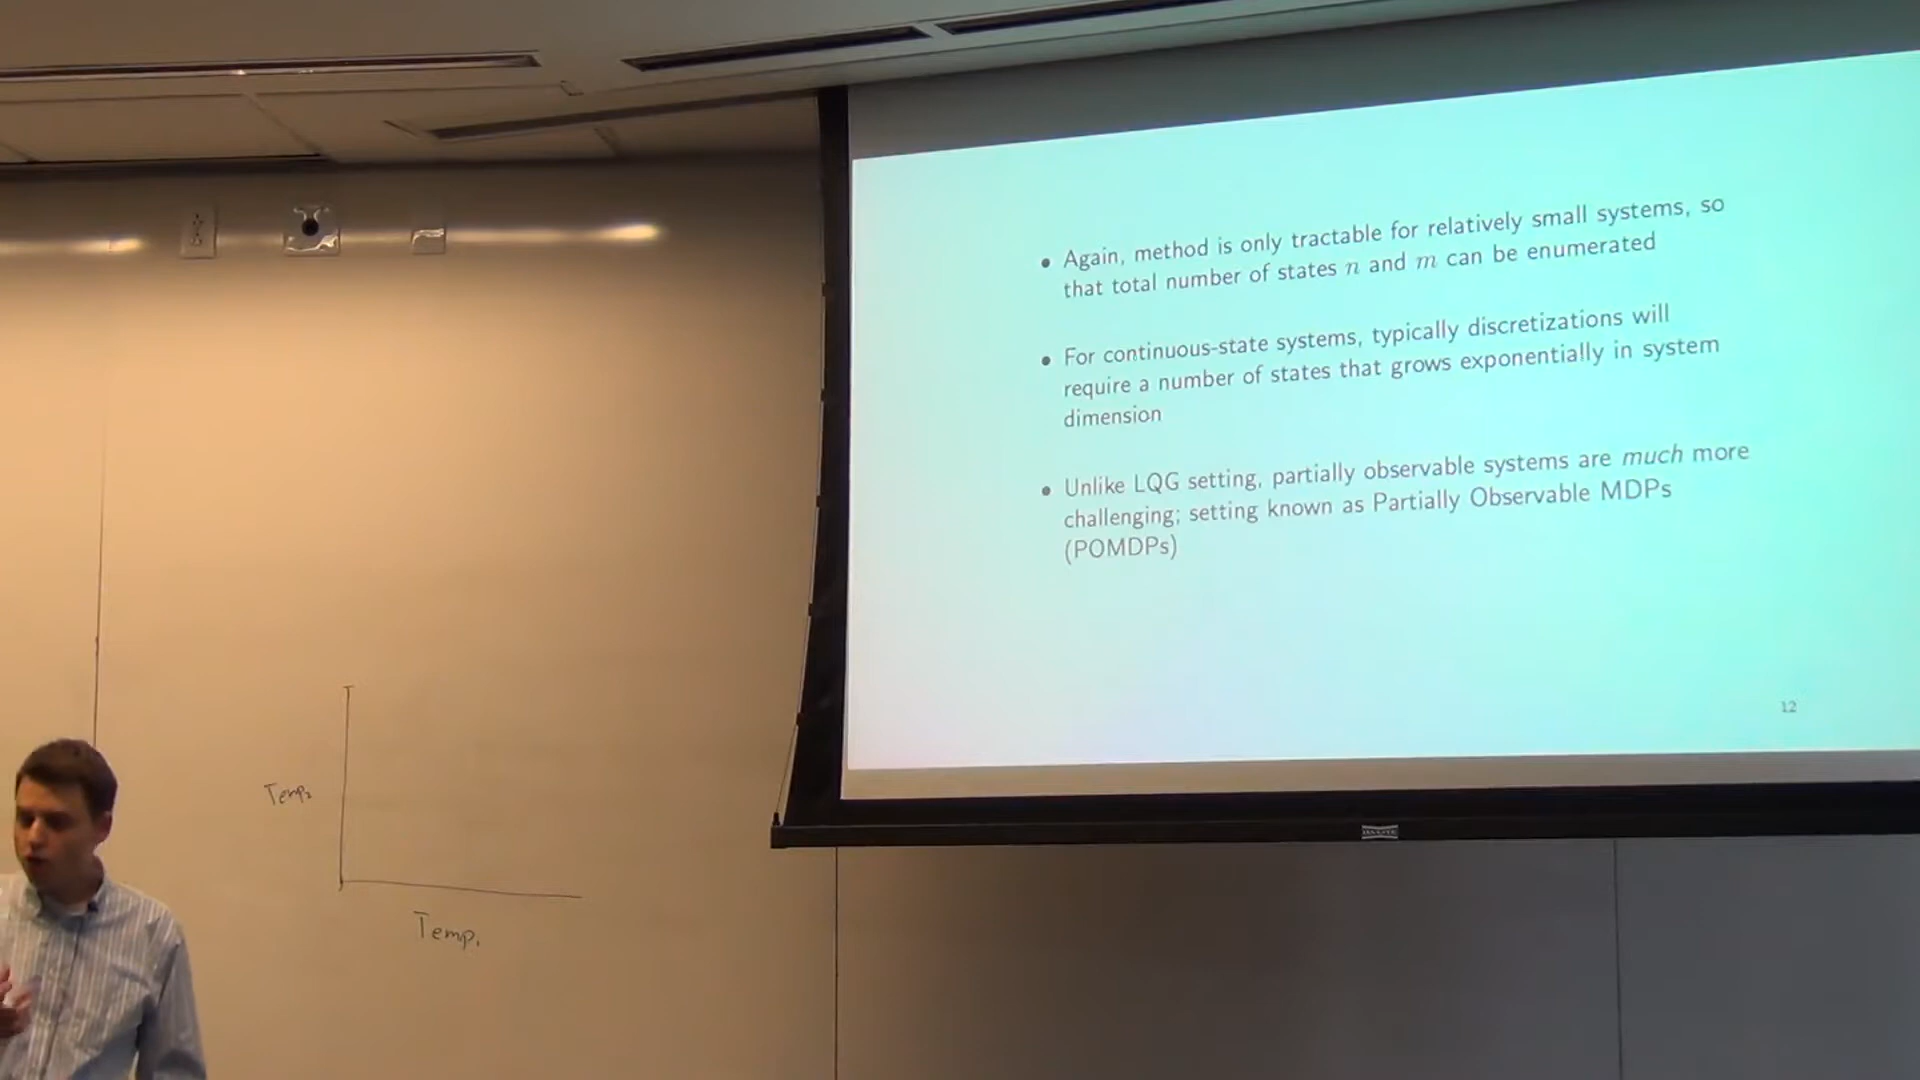 • Again, method is only tractable for relatively small systems, so
that total number of states n and m can be enumerated
• For continuous-state systems, typically discretizations will
require a number of states that grows exponentially in system
dimension
• Unlike LQG setting, partially observable systems are much more
challenging; setting known as Partially Observable MDPs
(POMDPs)
12
Temp₂
Temp₁